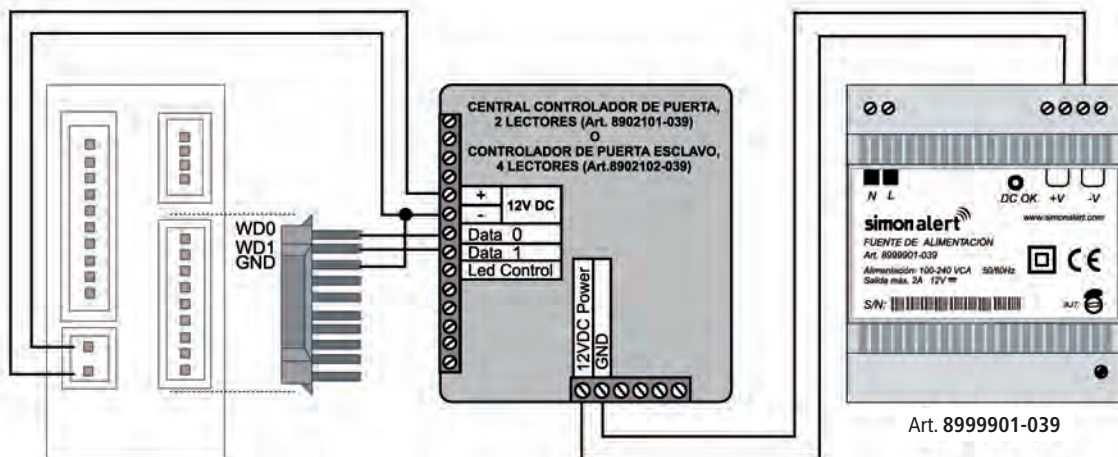 CENTRAL CONTROLADOR DE PUERTA,
2 LECTORES (Art. 8902101-039)
O
CONTROLADOR DE PUERTA ESCLAVO,
4 LECTORES (Art.8902102-039)
+
12V DC
-
Data 0
Data 1
Led Control
WD0
WD1
GND
12VDC Power
GND
N L
DC OK +V -V
simonalert
www.simonalert.com
FUENTE DE ALIMENTACIÓN
Art. 8999901-039
Alimentación: 100-240 VCA 50/60Hz
Salida máx. 2A 12V
CE
S/N:
AJT.
Art. 8999901-039